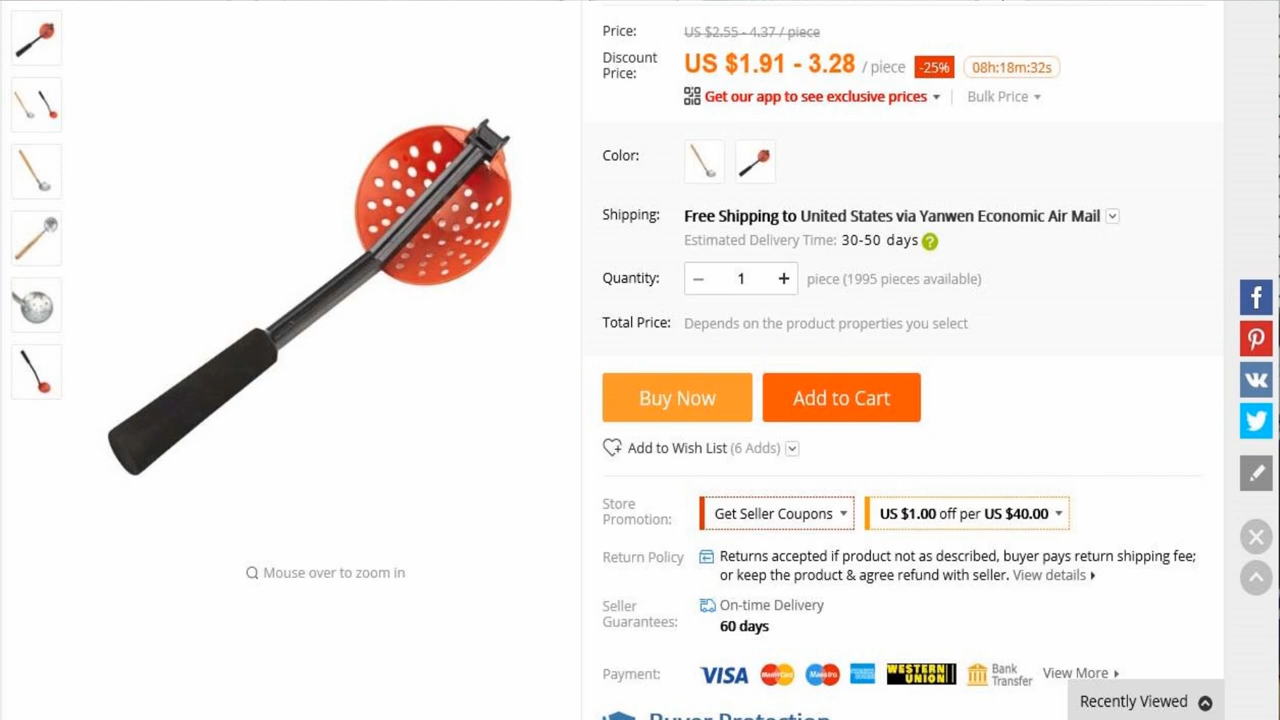 Price:
US $2.55 - 4.37 / piece
Discount
Price:
US $1.91 - 3.28 / piece
-25%
08h:18m:32s
Get our app to see exclusive prices
Bulk Price
Color:
Shipping:
Free Shipping to United States via Yanwen Economic Air Mail
Estimated Delivery Time: 30-50 days ?
Quantity:
− 1 +
piece (1995 pieces available)
Total Price:
Depends on the product properties you select
Buy Now
Add to Cart
Add to Wish List (6 Adds)
Mouse over to zoom in
Store
Promotion:
Get Seller Coupons
US $1.00 off per US $40.00
Return Policy
Returns accepted if product not as described, buyer pays return shipping fee;
or keep the product & agree refund with seller. View details
Seller
Guarantees:
On-time Delivery
60 days
Payment:
VISA
MasterCard
Maestro
WESTERN
UNION
Bank
Transfer
View More
Recently Viewed
Buyer Protection